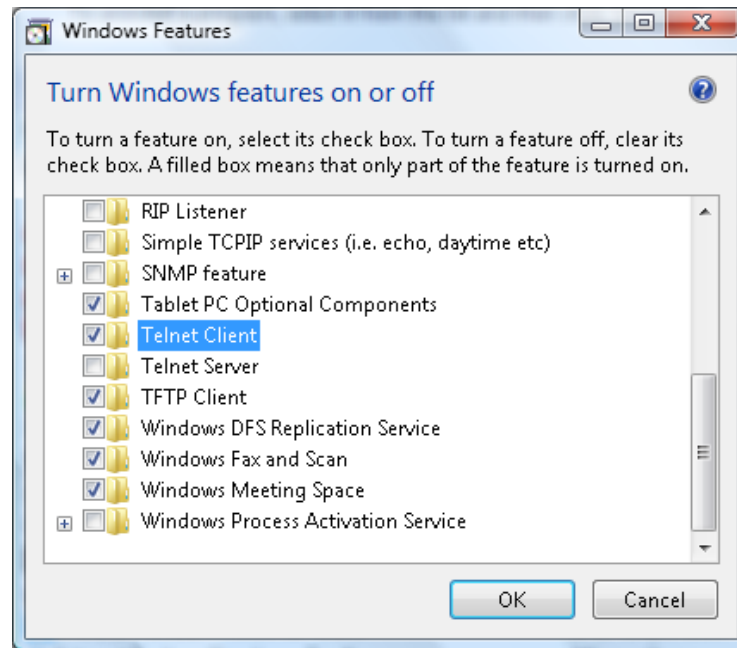 Windows Features
Turn Windows features on or off
To turn a feature on, select its check box. To turn a feature off, clear its
check box. A filled box means that only part of the feature is turned on.
RIP Listener
Simple TCPIP services (i.e. echo, daytime etc)
SNMP feature
Tablet PC Optional Components
Telnet Client
Telnet Server
TFTP Client
Windows DFS Replication Service
Windows Fax and Scan
Windows Meeting Space
Windows Process Activation Service
OK
Cancel